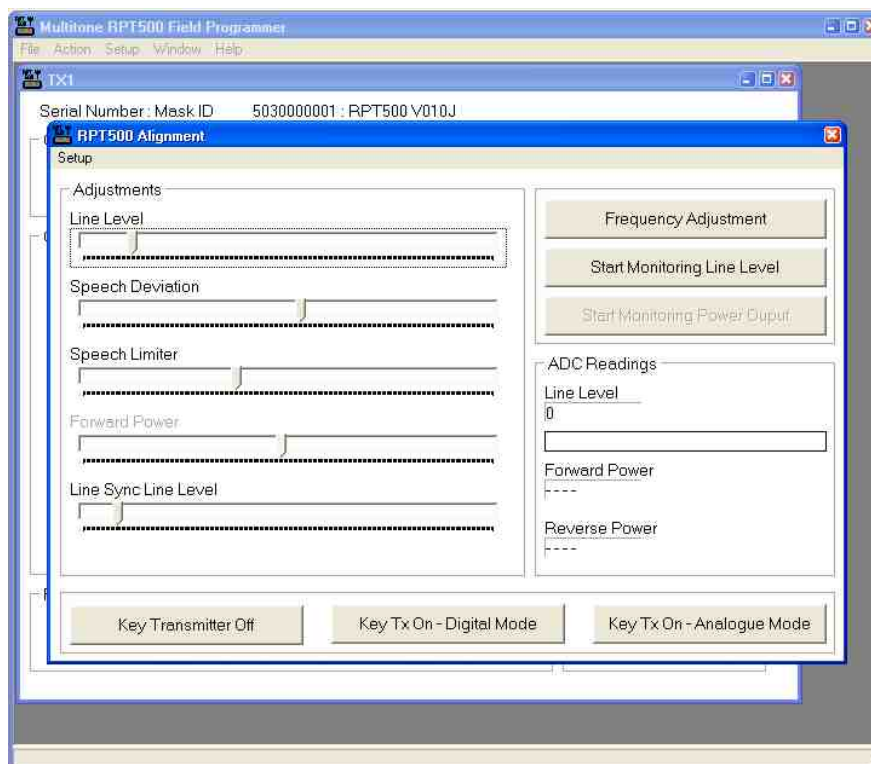 Multitone RPT500 Field Programmer
File Action Setup Window Help
TX1
Serial Number : Mask ID 5030000001 : RPT500 V010J
RPT500 Alignment
Setup
Adjustments
Line Level
Speech Deviation
Speech Limiter
Forward Power
Line Sync Line Level
Frequency Adjustment
Start Monitoring Line Level
Start Monitoring Power Ouput
ADC Readings
Line Level
0
Forward Power
----
Reverse Power
----
Key Transmitter Off
Key Tx On - Digital Mode
Key Tx On - Analogue Mode